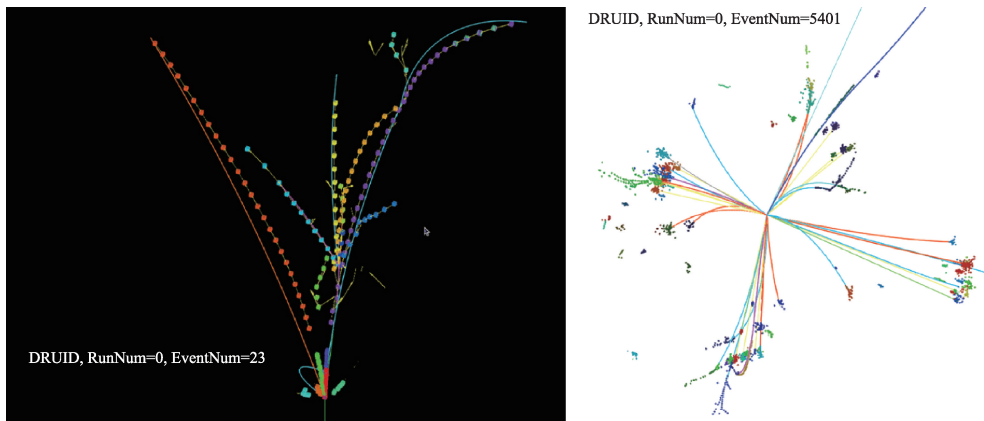 DRUID, RunNum=0, EventNum=23
DRUID, RunNum=0, EventNum=5401